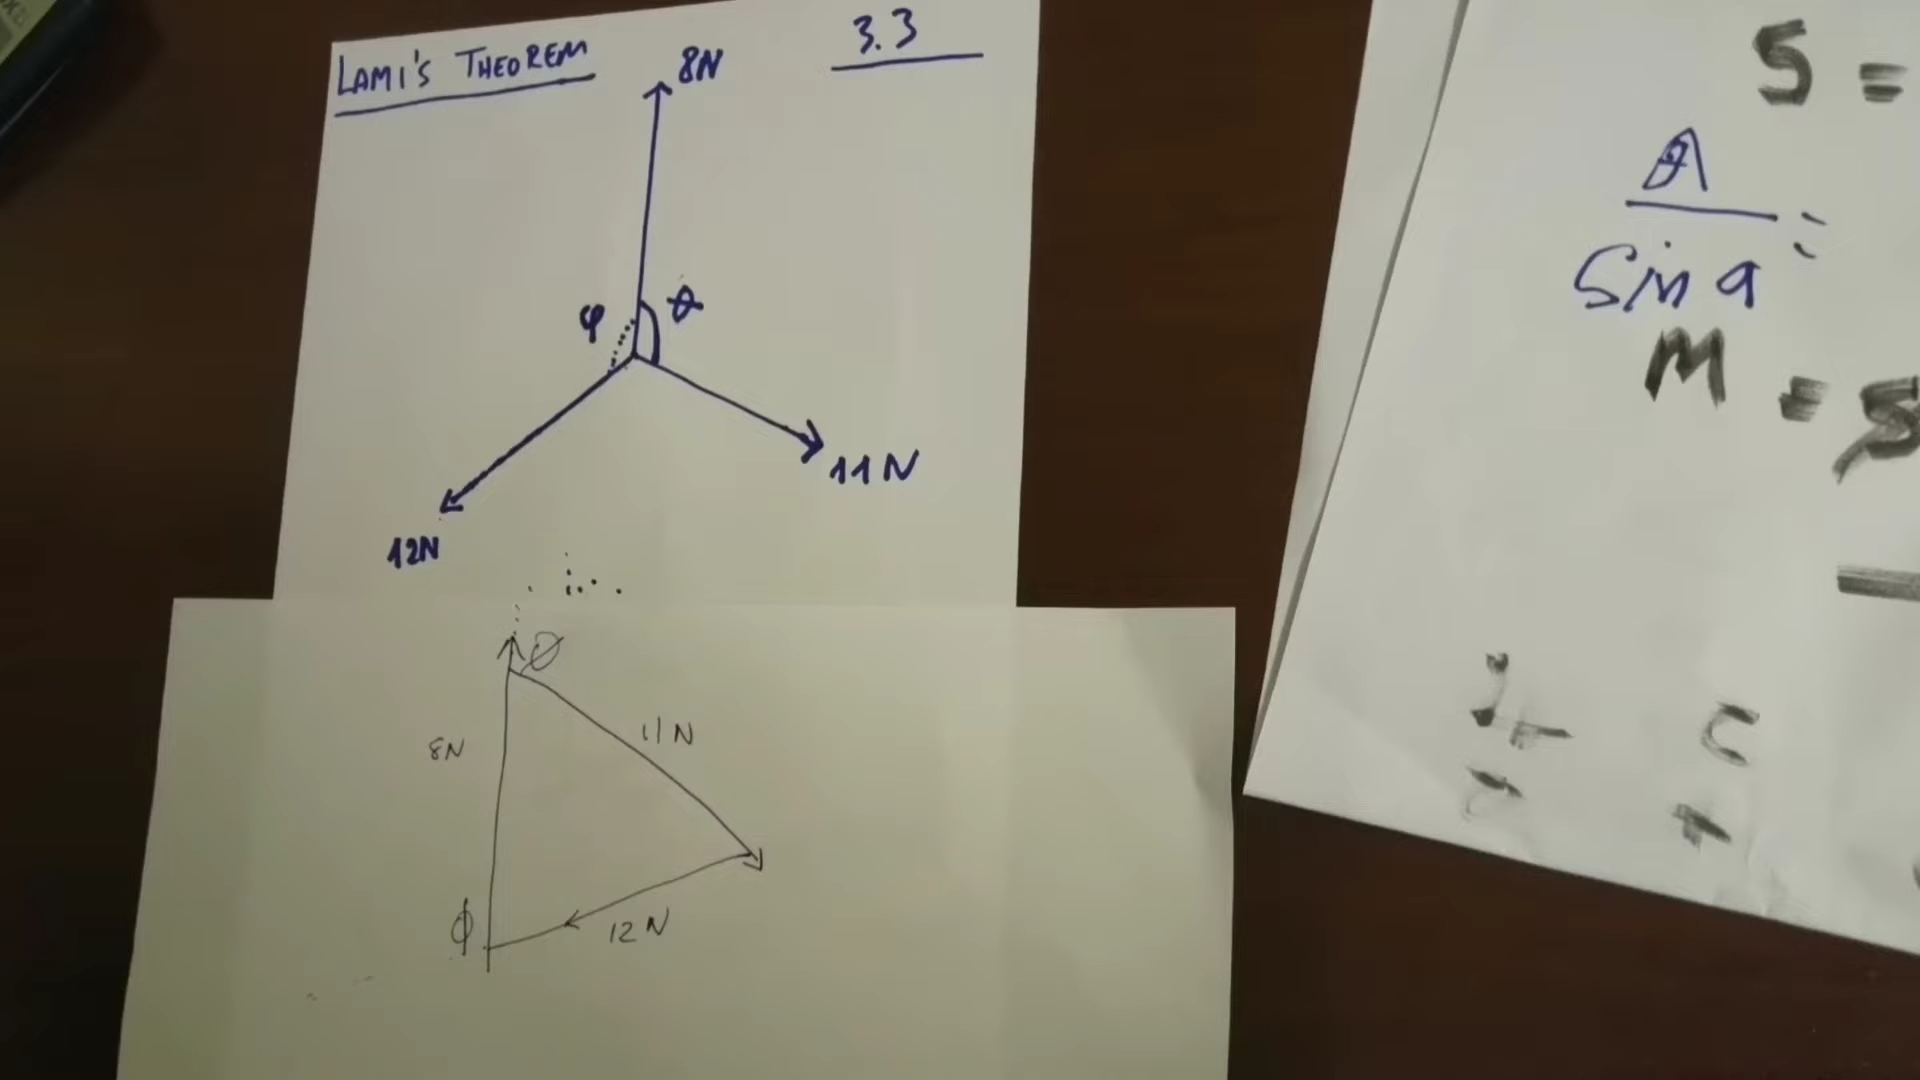 LAMI'S THEOREM
3.3
8N
φ θ
11N
12N
θ
8N
11N
ϕ
12N
S =
A
=
Sin a
M =